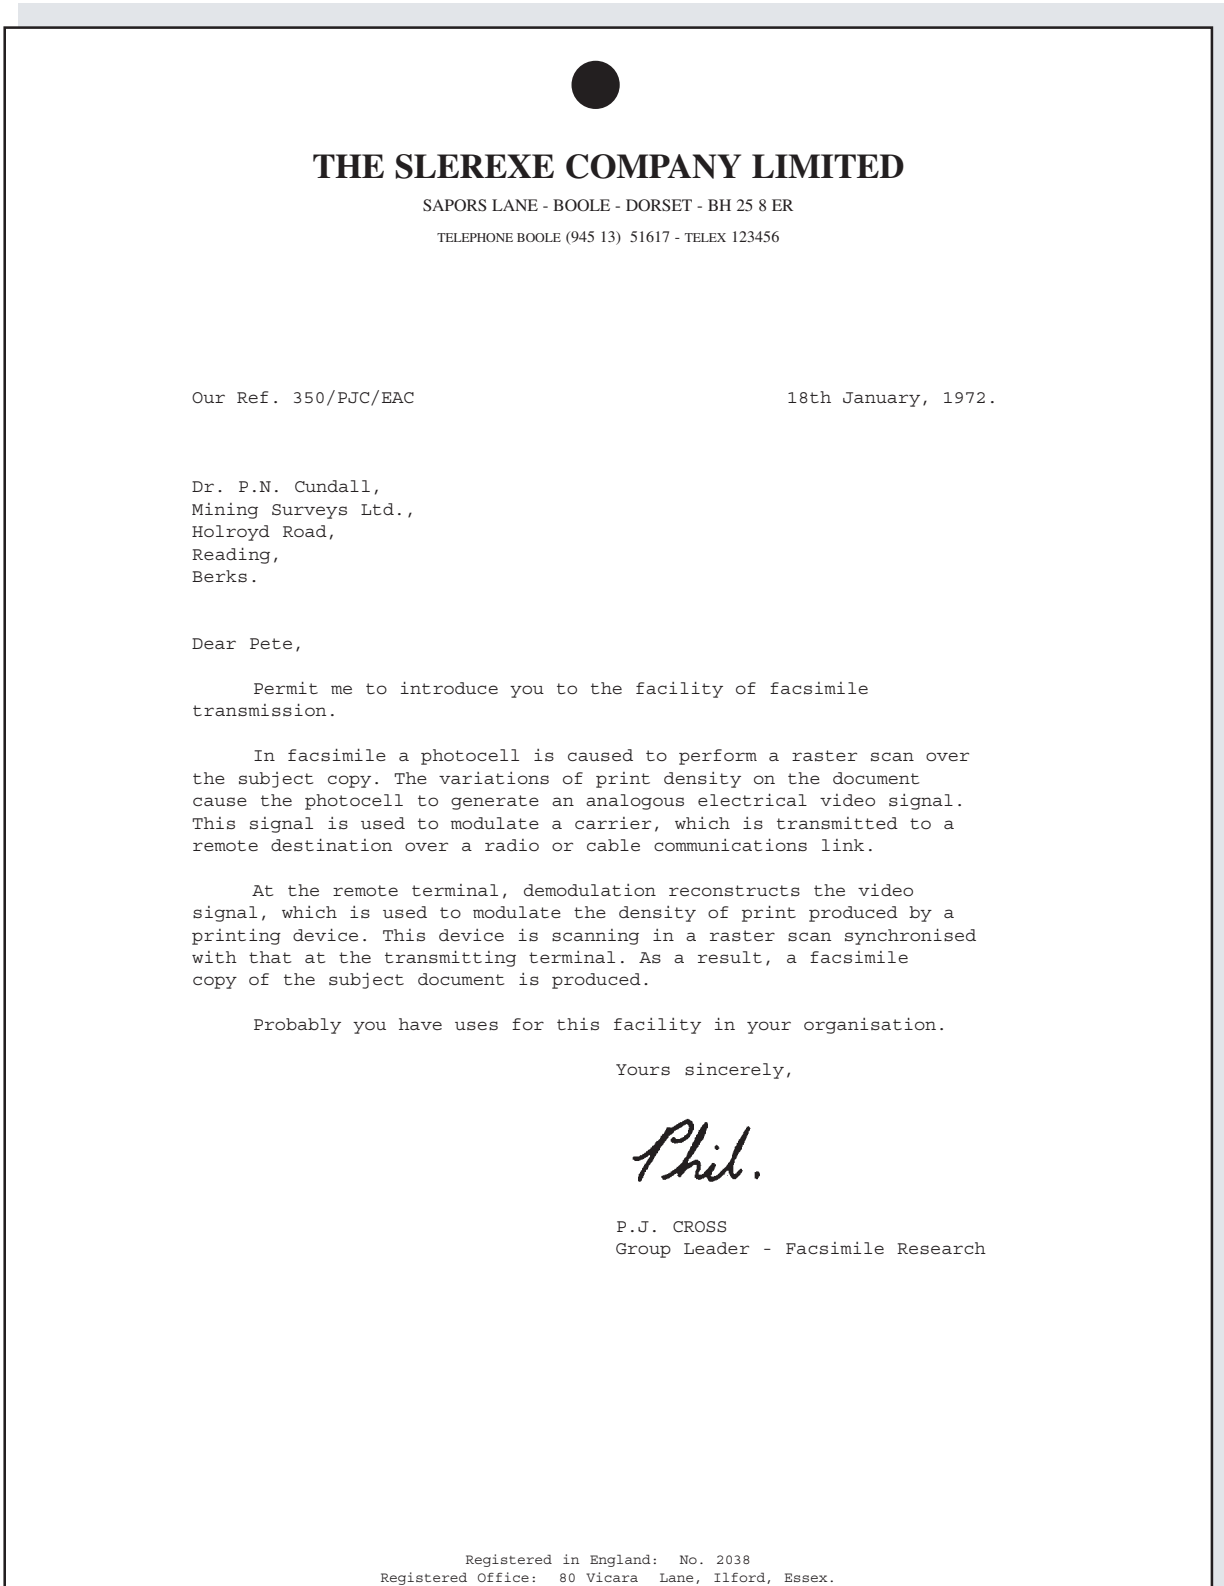 THE SLEREXE COMPANY LIMITED
SAPORS LANE - BOOLE - DORSET - BH 25 8 ER
TELEPHONE BOOLE (945 13) 51617 - TELEX 123456
Our Ref. 350/PJC/EAC 18th January, 1972.
Dr. P.N. Cundall,
Mining Surveys Ltd.,
Holroyd Road,
Reading,
Berks.
Dear Pete,
Permit me to introduce you to the facility of facsimile
transmission.
In facsimile a photocell is caused to perform a raster scan over
the subject copy. The variations of print density on the document
cause the photocell to generate an analogous electrical video signal.
This signal is used to modulate a carrier, which is transmitted to a
remote destination over a radio or cable communications link.
At the remote terminal, demodulation reconstructs the video
signal, which is used to modulate the density of print produced by a
printing device. This device is scanning in a raster scan synchronised
with that at the transmitting terminal. As a result, a facsimile
copy of the subject document is produced.
Probably you have uses for this facility in your organisation.
Yours sincerely,
Phil.
P.J. CROSS
Group Leader - Facsimile Research
Registered in England: No. 2038
Registered Office: 80 Vicara Lane, Ilford, Essex.